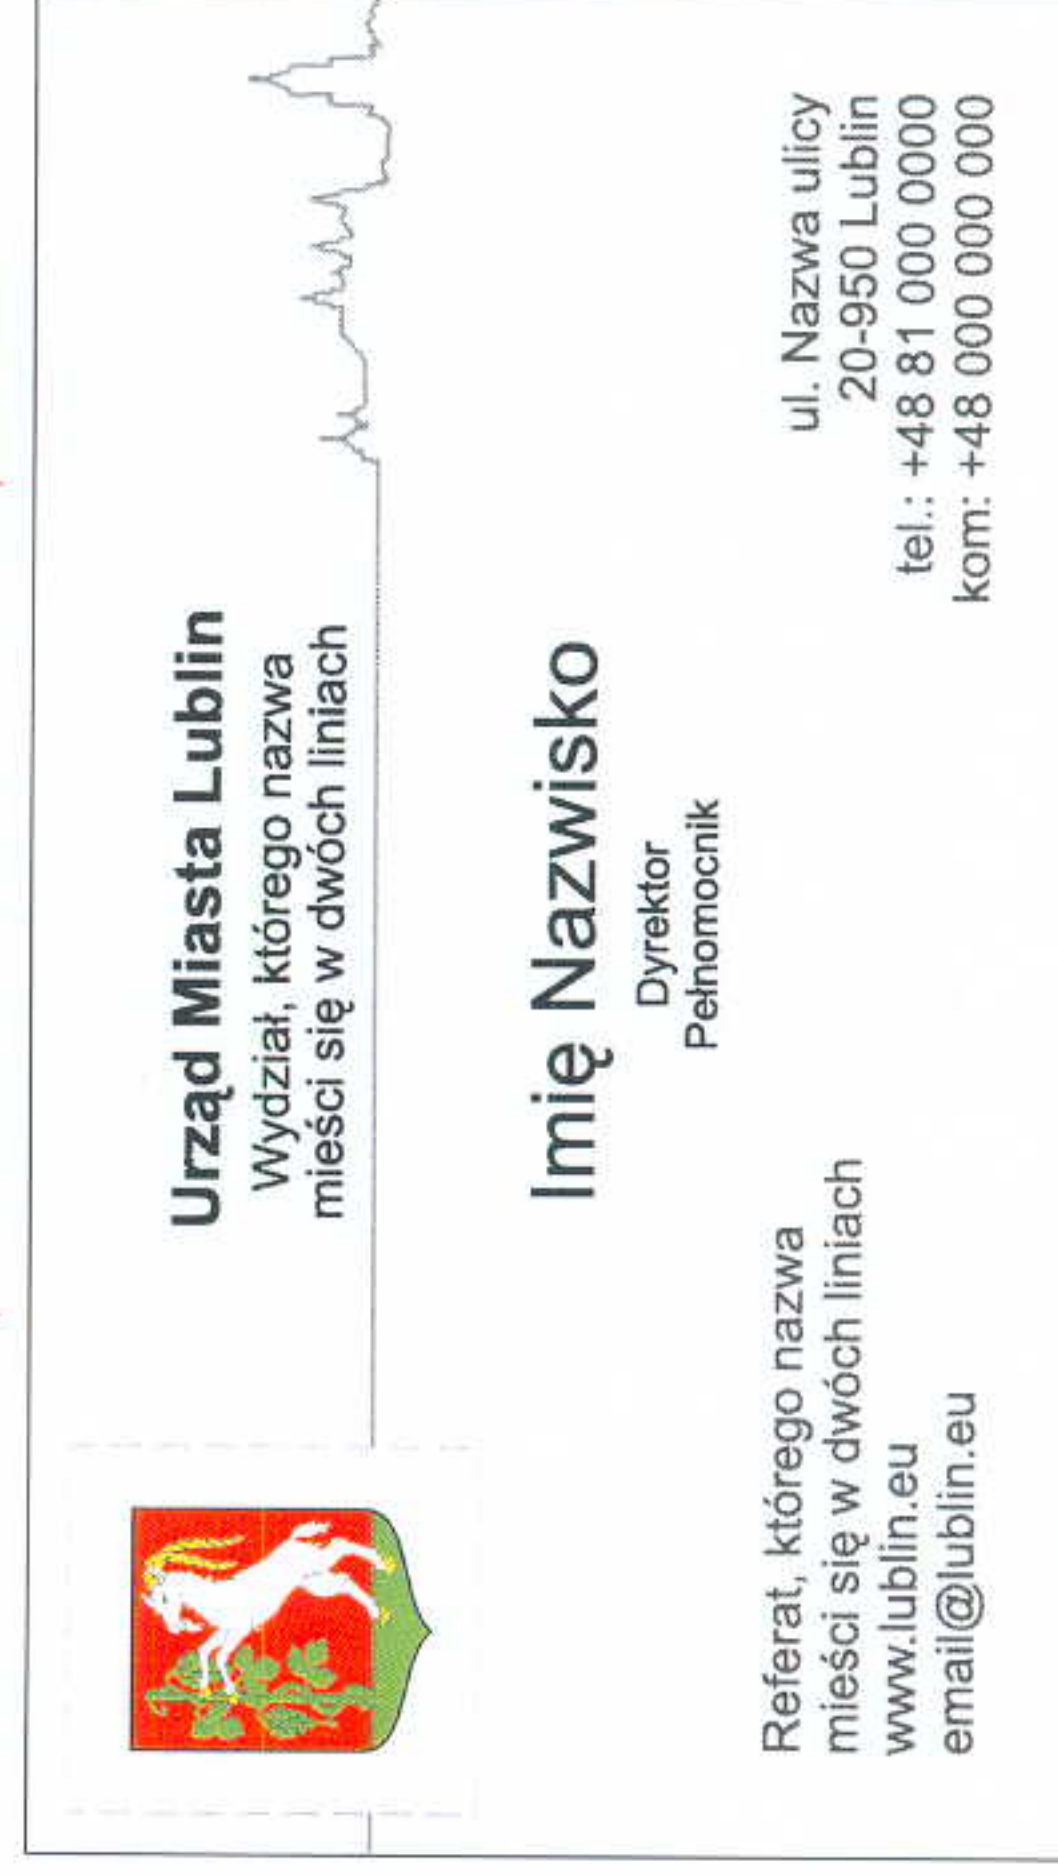 Urząd Miasta Lublin
Wydział, którego nazwa
mieści się w dwóch liniach
Imię Nazwisko
Dyrektor
Pełnomocnik
Referat, którego nazwa
mieści się w dwóch liniach
www.lublin.eu
email@lublin.eu
ul. Nazwa ulicy
20-950 Lublin
tel.: +48 81 000 0000
kom: +48 000 000 000